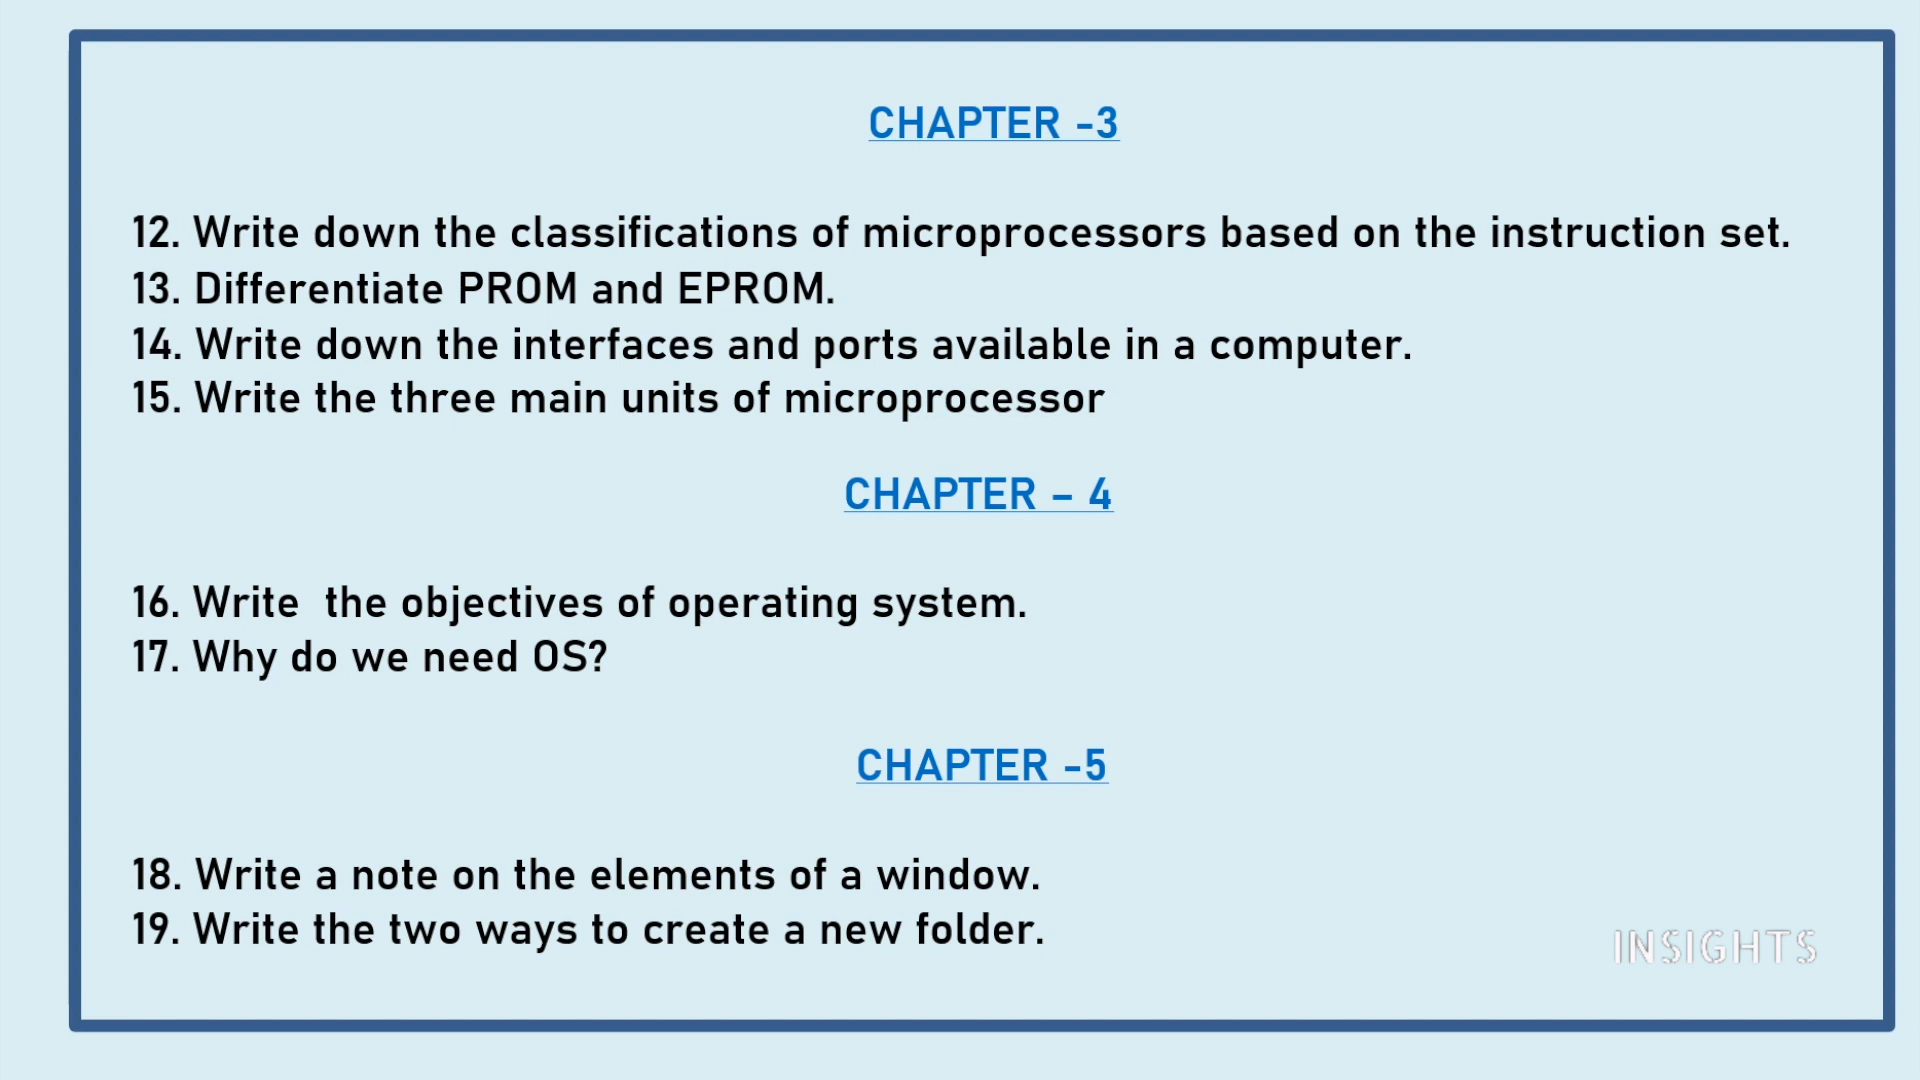 CHAPTER -3
12. Write down the classifications of microprocessors based on the instruction set.
13. Differentiate PROM and EPROM.
14. Write down the interfaces and ports available in a computer.
15. Write the three main units of microprocessor
CHAPTER – 4
16. Write  the objectives of operating system.
17. Why do we need OS?
CHAPTER -5
18. Write a note on the elements of a window.
19. Write the two ways to create a new folder.
INSIGHTS